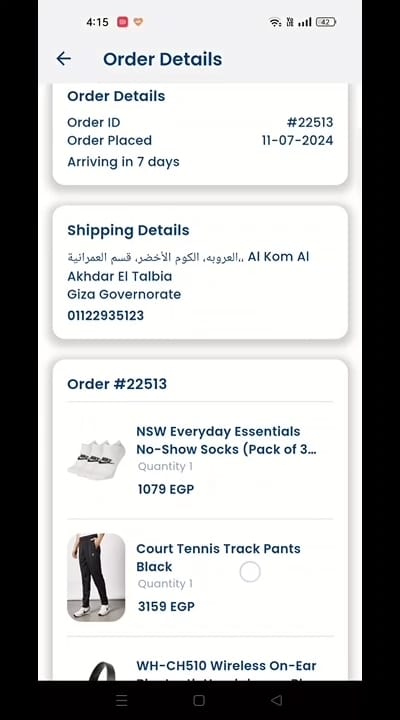 4:15
42
Order Details
Order Details
Order ID #22513
Order Placed 11-07-2024
Arriving in 7 days
Shipping Details
العروبه، الكوم الأخضر، قسم العمرانية,, Al Kom Al
Akhdar El Talbia
Giza Governorate
01122935123
Order #22513
NSW Everyday Essentials
No-Show Socks (Pack of 3...
Quantity 1
1079 EGP
Court Tennis Track Pants
Black
Quantity 1
3159 EGP
WH-CH510 Wireless On-Ear